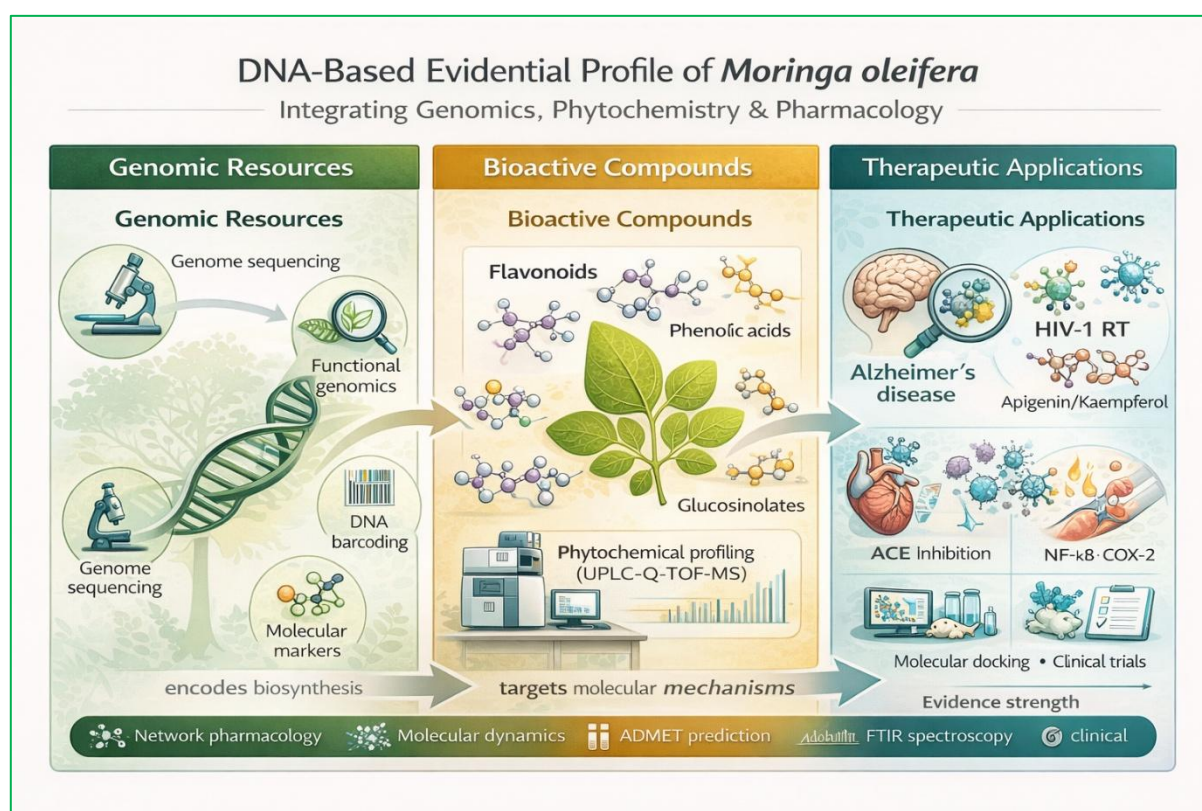 DNA-Based Evidential Profile of Moringa oleifera
Integrating Genomics, Phytochemistry & Pharmacology
Genomic Resources
Genomic Resources
Genome sequencing
Functional
genomics
DNA
barcoding
Genome
sequencing
Molecular
markers
encodes biosynthesis
Bioactive Compounds
Bioactive Compounds
Flavonoids
Phenolic acids
Glucosinolates
Phytochemical profiling
(UPLC-Q-TOF-MS)
targets molecular mechanisms
Therapeutic Applications
Therapeutic Applications
HIV-1 RT
Alzheimer's
disease
Apigenin/Kaempferol
ACE Inhibition
NF-kB·COX-2
Molecular docking • Clinical trials
Evidence strength
Network pharmacology
Molecular dynamics
ADMET prediction
FTIR spectroscopy
clinical